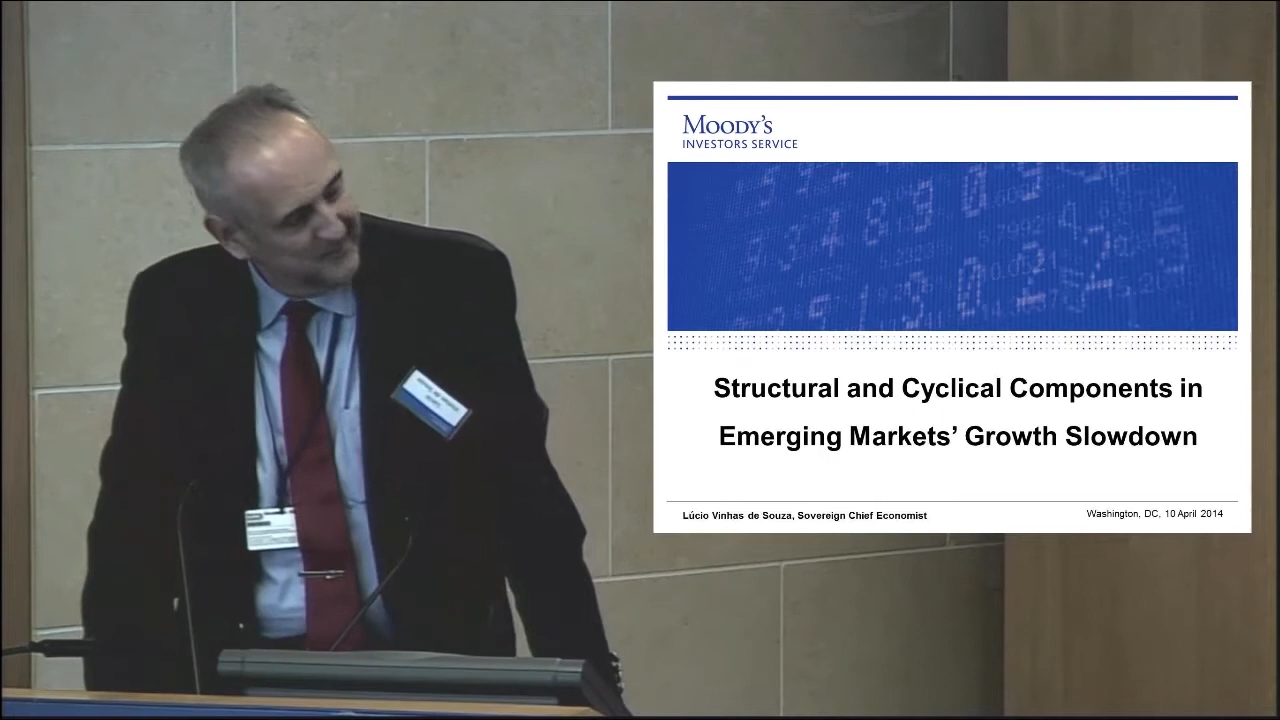 MOODY'S
INVESTORS SERVICE
Structural and Cyclical Components in
Emerging Markets’ Growth Slowdown
Lúcio Vinhas de Souza, Sovereign Chief Economist
Washington, DC, 10 April 2014